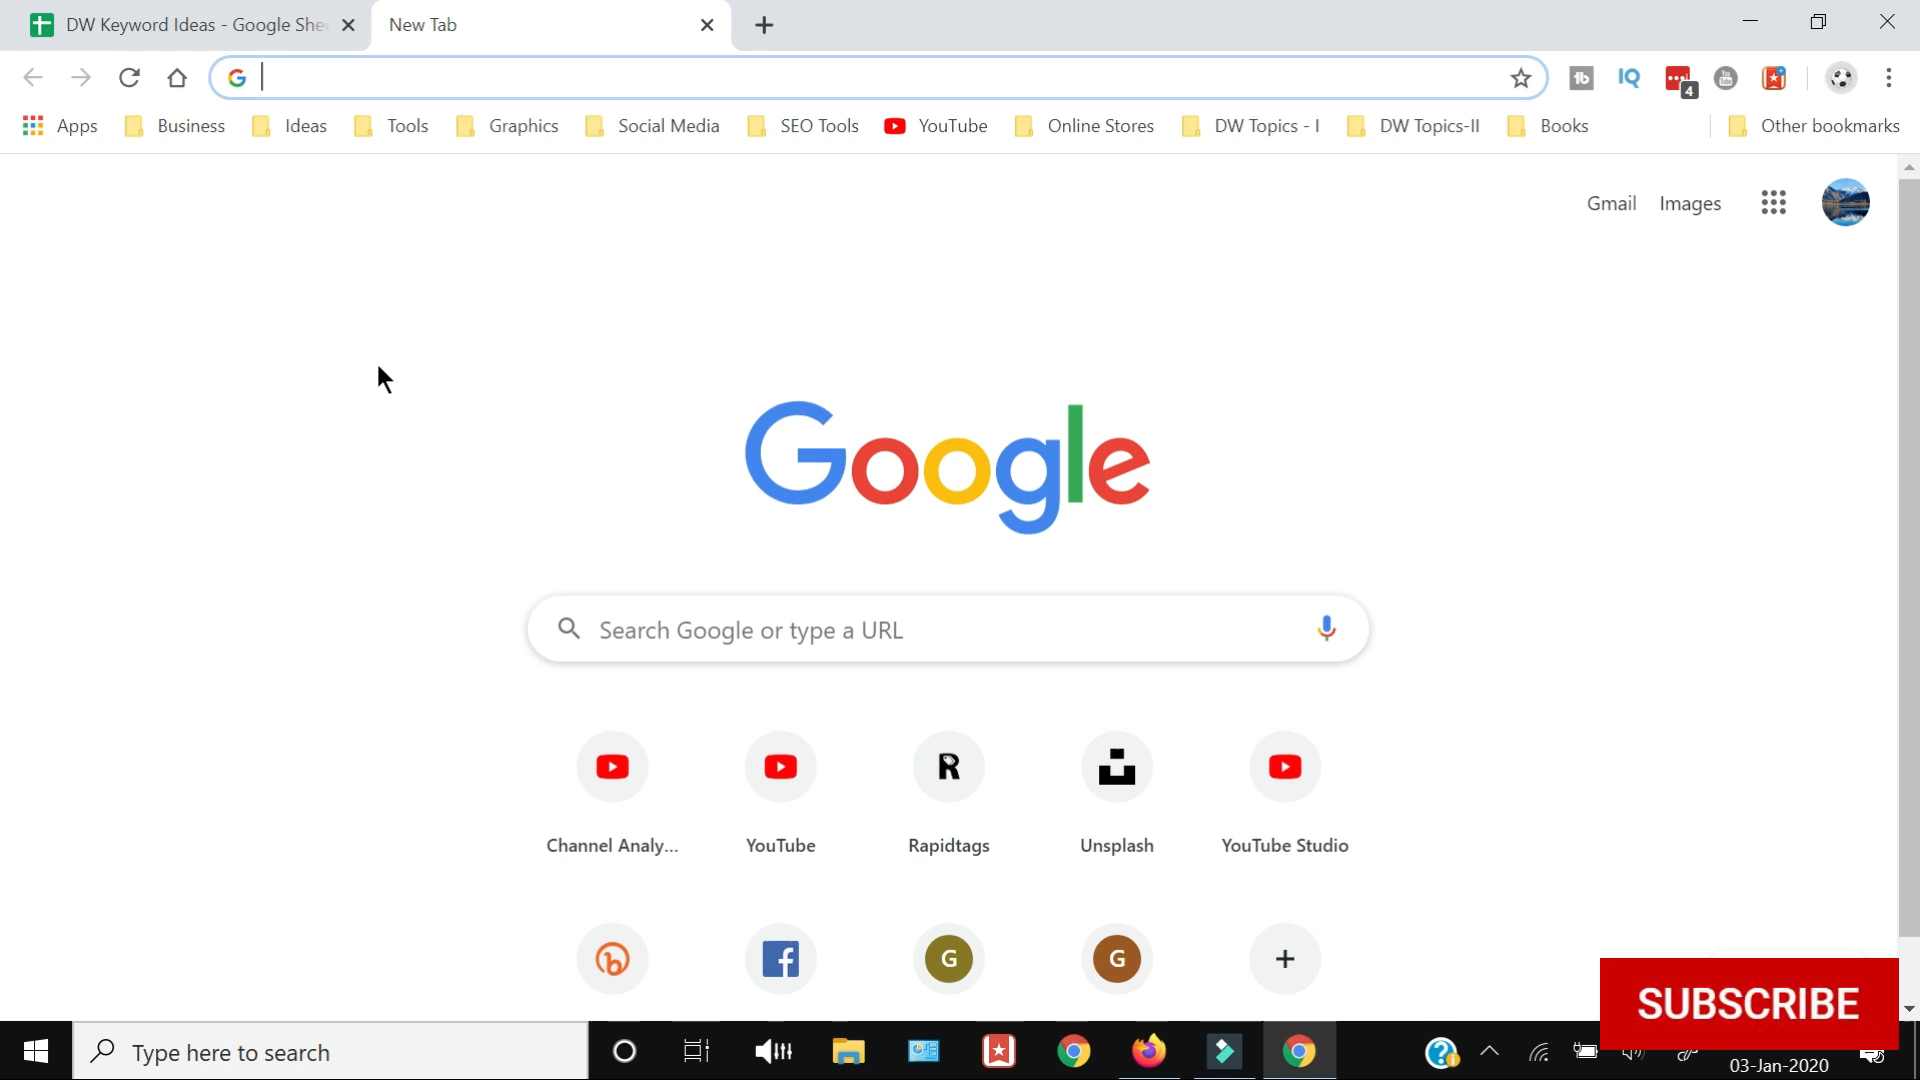 DW Keyword Ideas - Google She
New Tab
Apps
Business
Ideas
Tools
Graphics
Social Media
SEO Tools
YouTube
Online Stores
DW Topics - I
DW Topics-II
Books
Other bookmarks
IQ
4
Gmail
Images
Google
Search Google or type a URL
Channel Analy...
YouTube
Rapidtags
Unsplash
YouTube Studio
G
G
SUBSCRIBE
Type here to search
03-Jan-2020